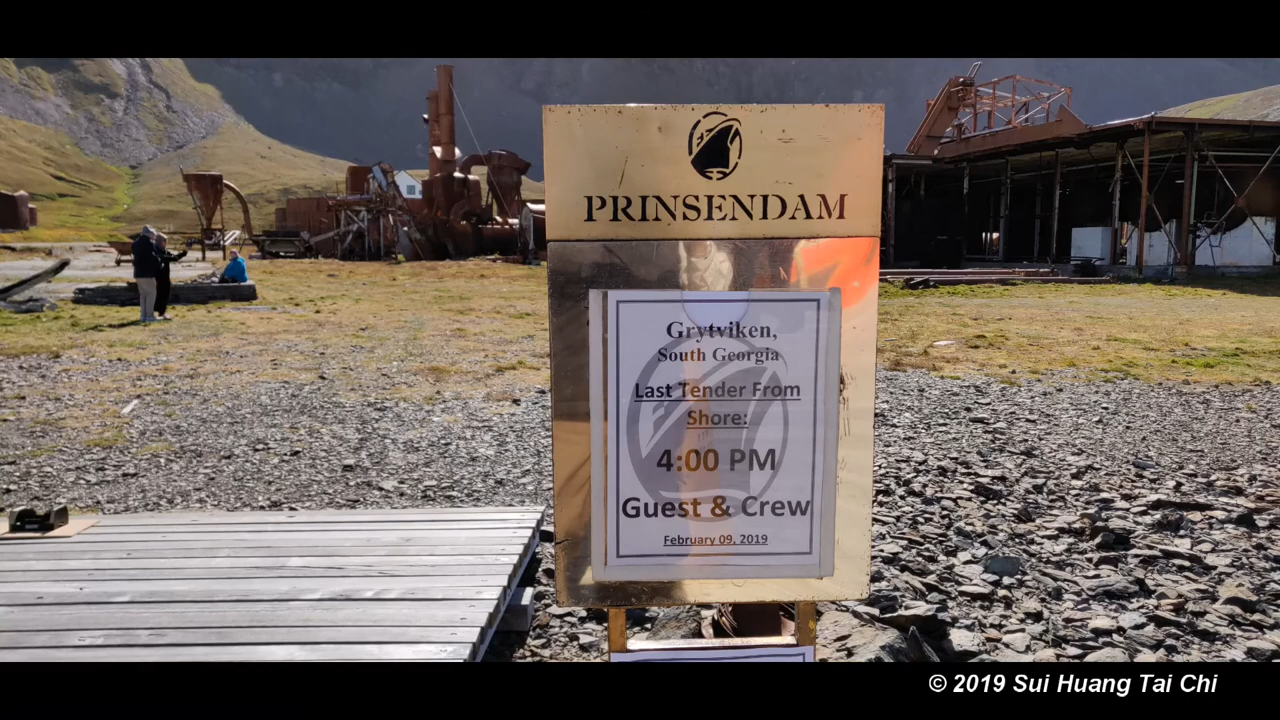 PRINSENDAM
Grytviken,
South Georgia
Last Tender From
Shore:
4:00 PM
Guest & Crew
February 09, 2019
© 2019 Sui Huang Tai Chi